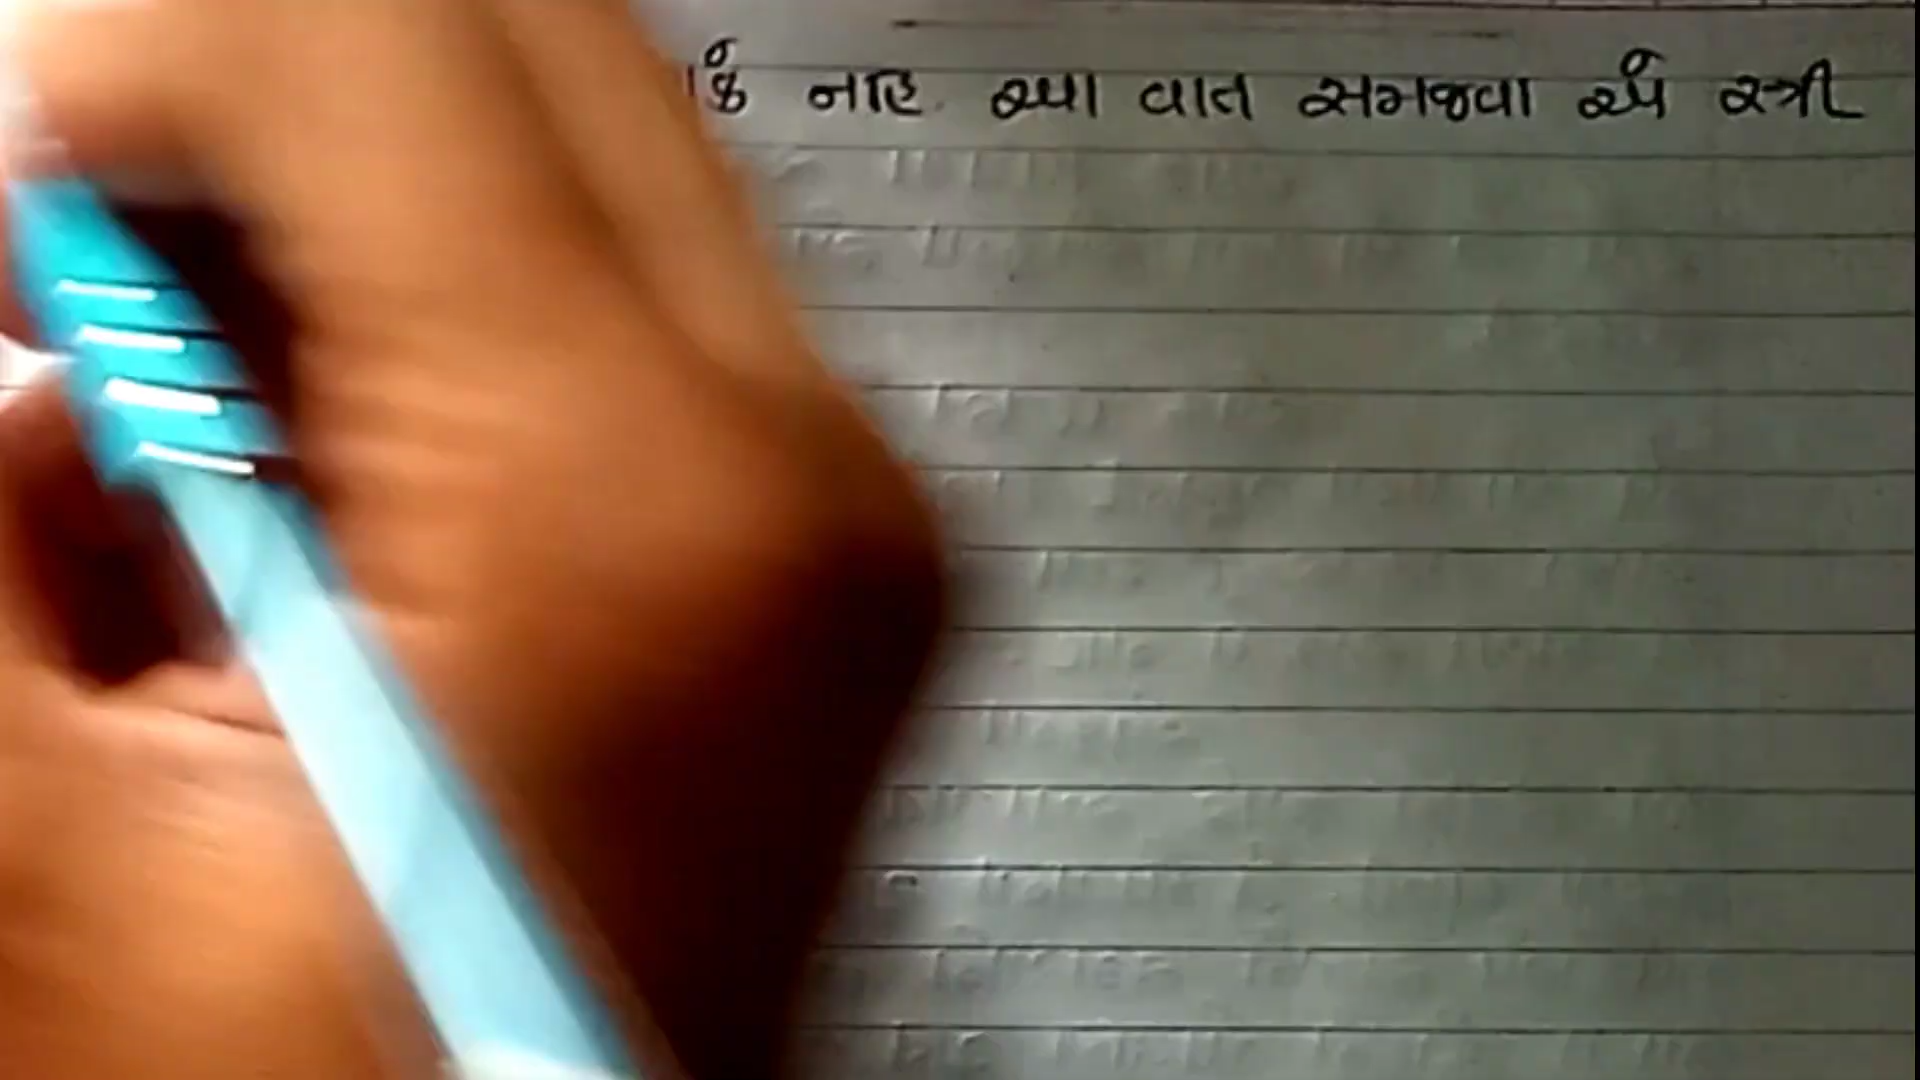 નહિ આ વાત સમજવા એ સ્ત્રી